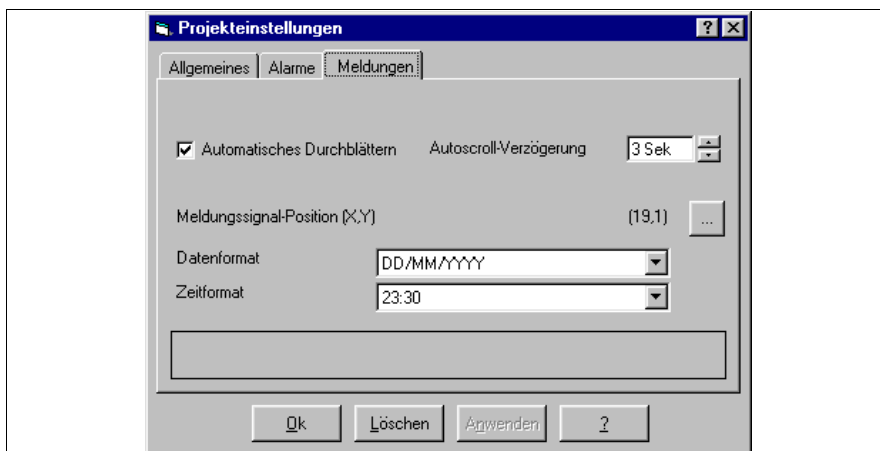 Projekteinstellungen
Allgemeines Alarme Meldungen
Automatisches Durchblättern Autoscroll-Verzögerung 3 Sek
Meldungssignal-Position (X,Y) (19,1) ...
Datenformat DD/MM/YYYY
Zeitformat 23:30
Ok Löschen Anwenden ?